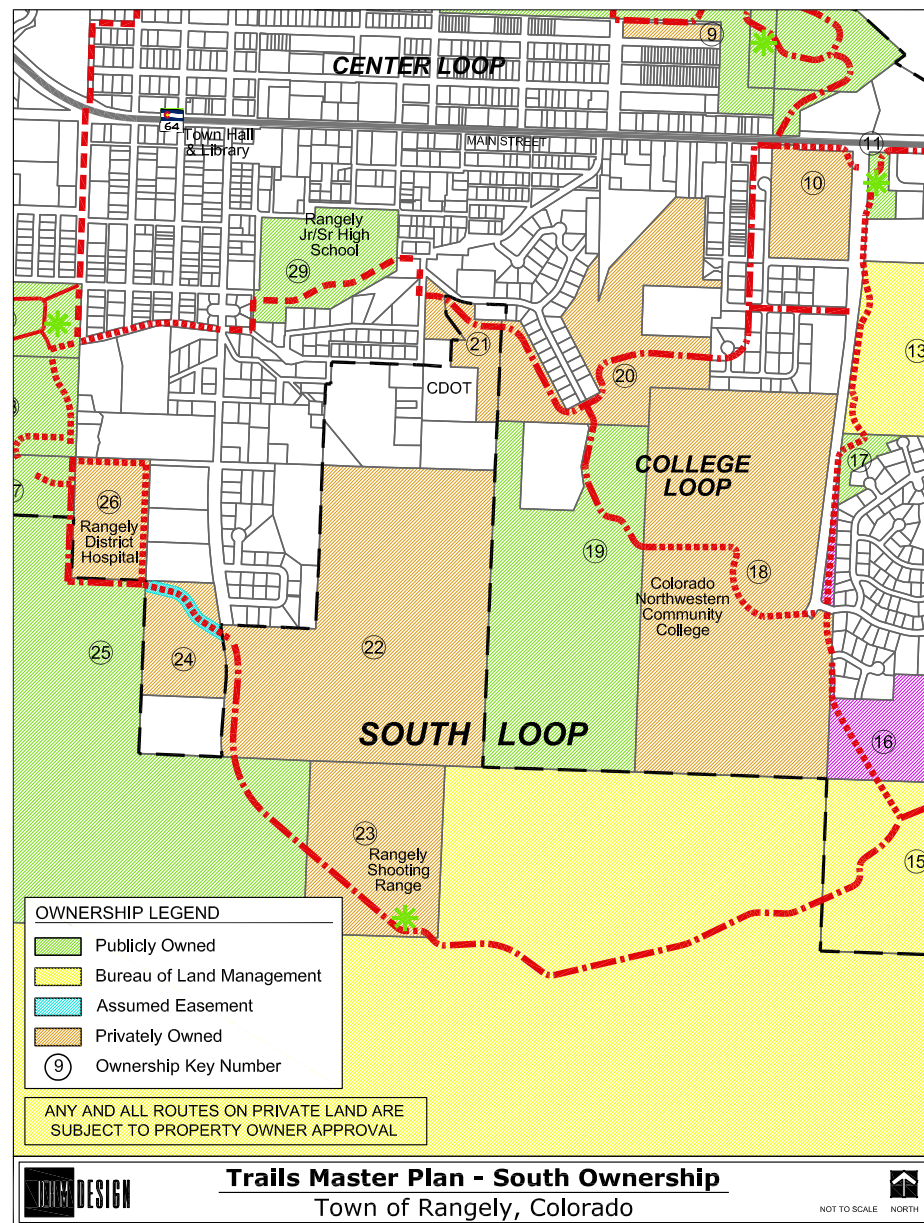 9
CENTER LOOP
64
Town Hall
& Library
MAIN STREET
11
10
Rangely
Jr/Sr High
School
29
13
21
20
CDOT
17
COLLEGE
LOOP
26
Rangely
District
Hospital
19
18
Colorado
Northwestern
Community
College
25
24
22
SOUTH LOOP
16
23
Rangely
Shooting
Range
15
OWNERSHIP LEGEND
Publicly Owned
Bureau of Land Management
Assumed Easement
Privately Owned
9 Ownership Key Number
ANY AND ALL ROUTES ON PRIVATE LAND ARE
SUBJECT TO PROPERTY OWNER APPROVAL
DESIGN
Trails Master Plan - South Ownership
Town of Rangely, Colorado
NOT TO SCALE NORTH